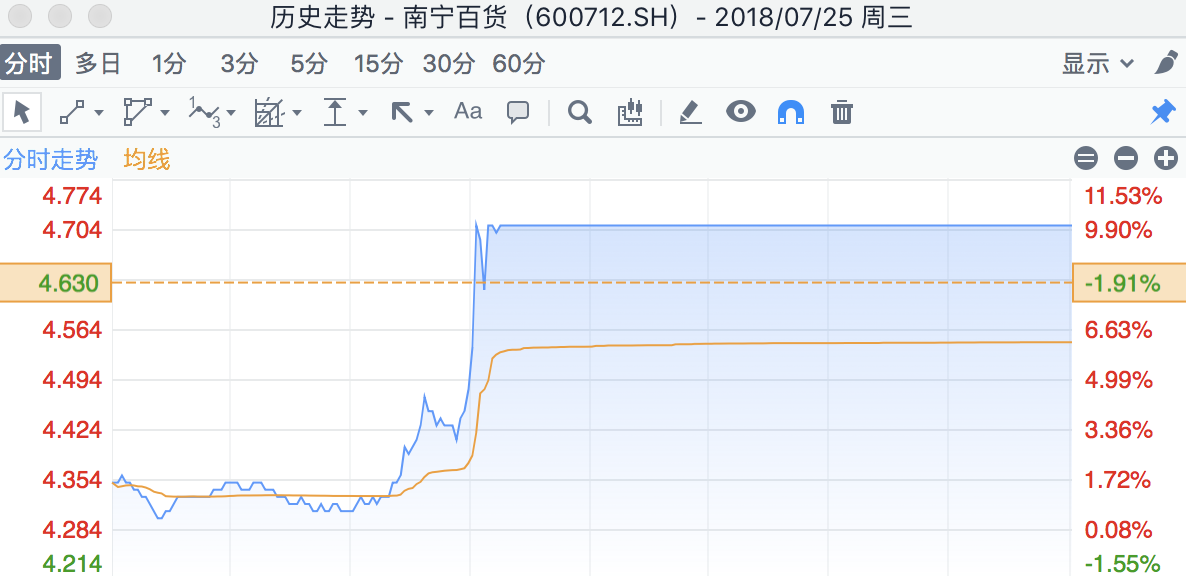 历史走势 - 南宁百货（600712.SH）- 2018/07/25 周三
分时 多日 1分 3分 5分 15分 30分 60分 显示
1 3 Aa
分时走势 均线
4.774 11.53%
4.704 9.90%
4.630 -1.91%
4.564 6.63%
4.494 4.99%
4.424 3.36%
4.354 1.72%
4.284 0.08%
4.214 -1.55%